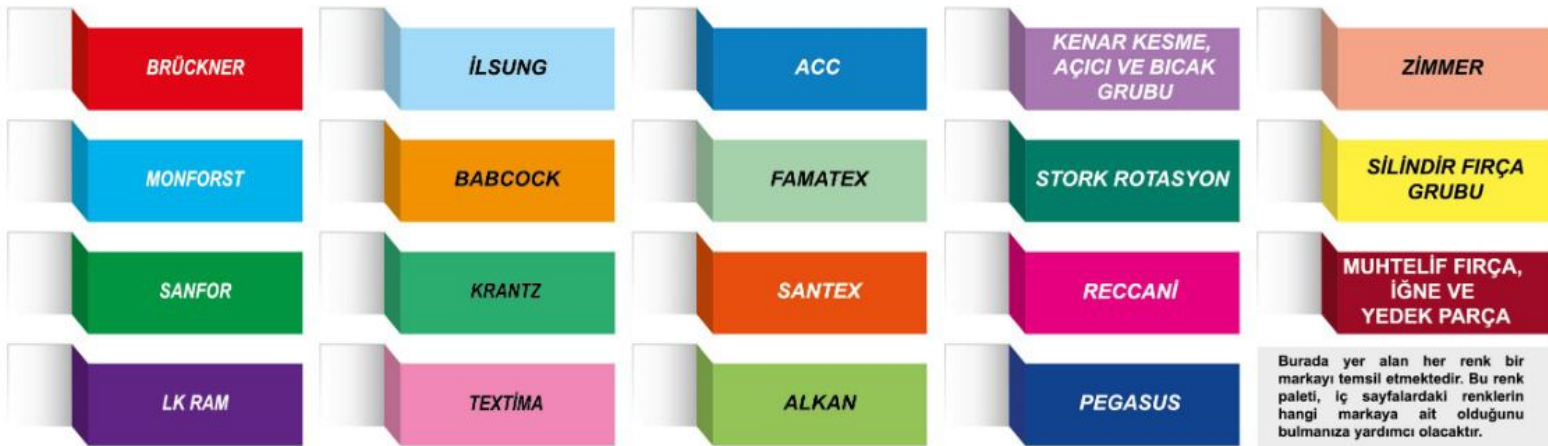 BRÜCKNER
İLSUNG
ACC
KENAR KESME,
AÇICI VE BICAK
GRUBU
ZİMMER
MONFORST
BABCOCK
FAMATEX
STORK ROTASYON
SİLİNDİR FIRÇA
GRUBU
SANFOR
KRANTZ
SANTEX
RECCANİ
MUHTELİF FIRÇA,
İĞNE VE
YEDEK PARÇA
LK RAM
TEXTİMA
ALKAN
PEGASUS
Burada yer alan her renk bir
markayı temsil etmektedir. Bu renk
paleti, iç sayfalardaki renklerin
hangi markaya ait olduğunu
bulmanıza yardımcı olacaktır.